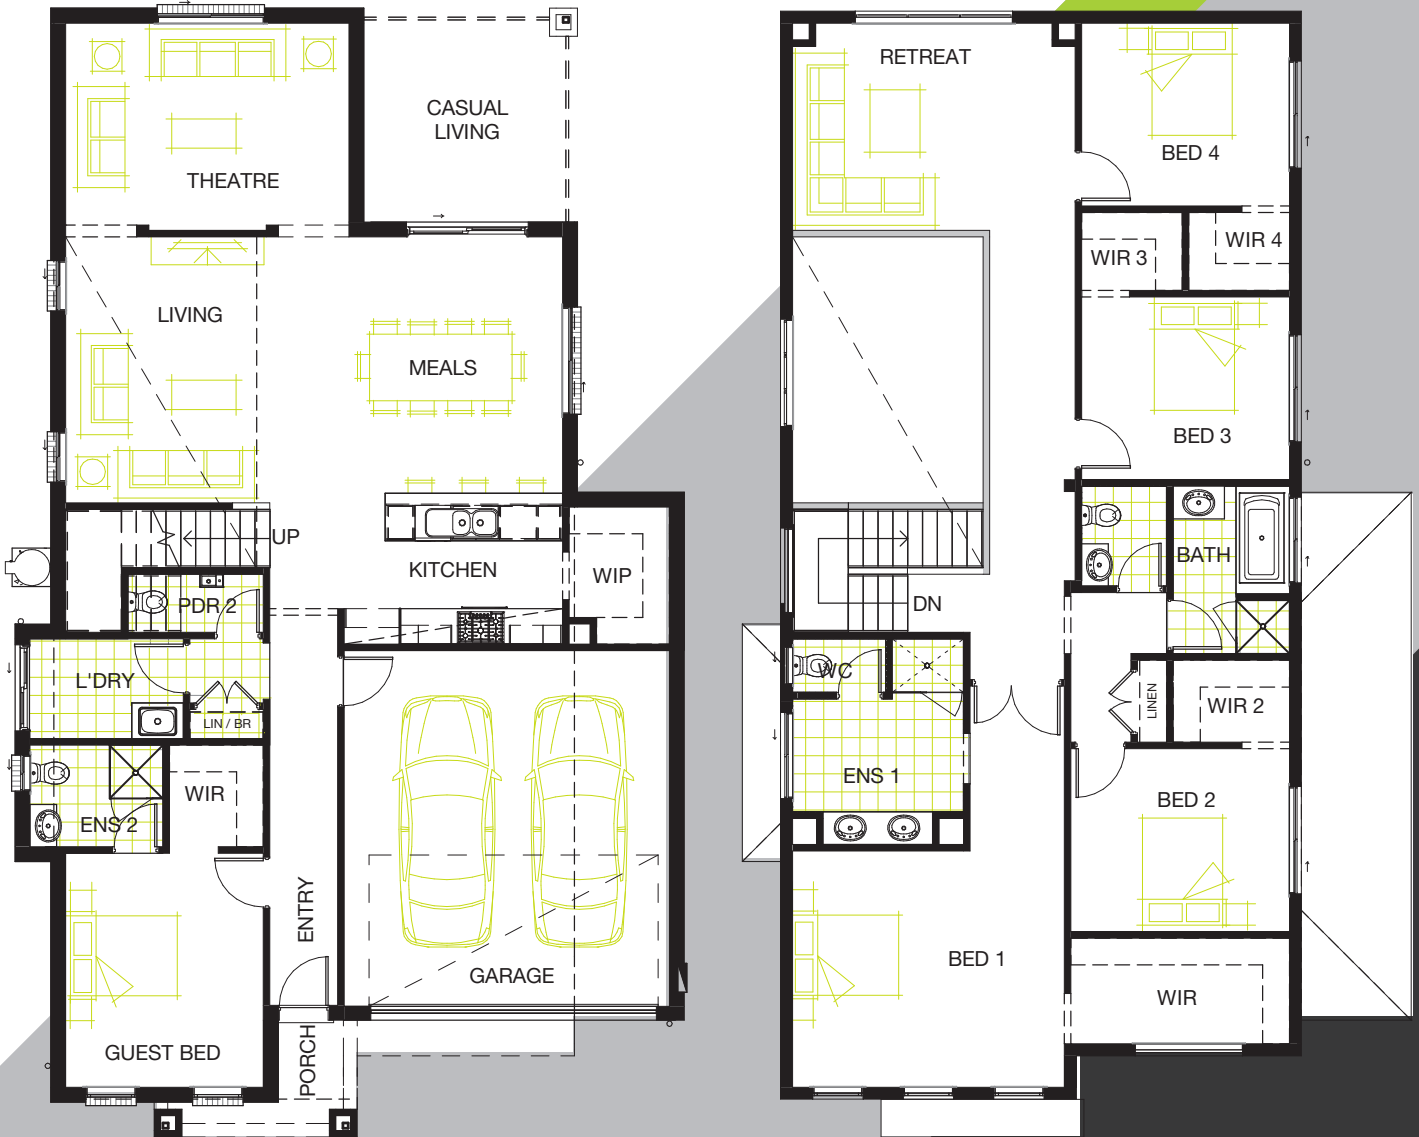 THEATRE
CASUAL
LIVING
LIVING
MEALS
UP
KITCHEN
WIP
PDR 2
L'DRY
LIN / BR
WIR
ENS 2
ENTRY
GARAGE
GUEST BED
PORCH
RETREAT
BED 4
WIR 3
WIR 4
BED 3
BATH
DN
WC
LINEN
WIR 2
ENS 1
BED 2
BED 1
WIR